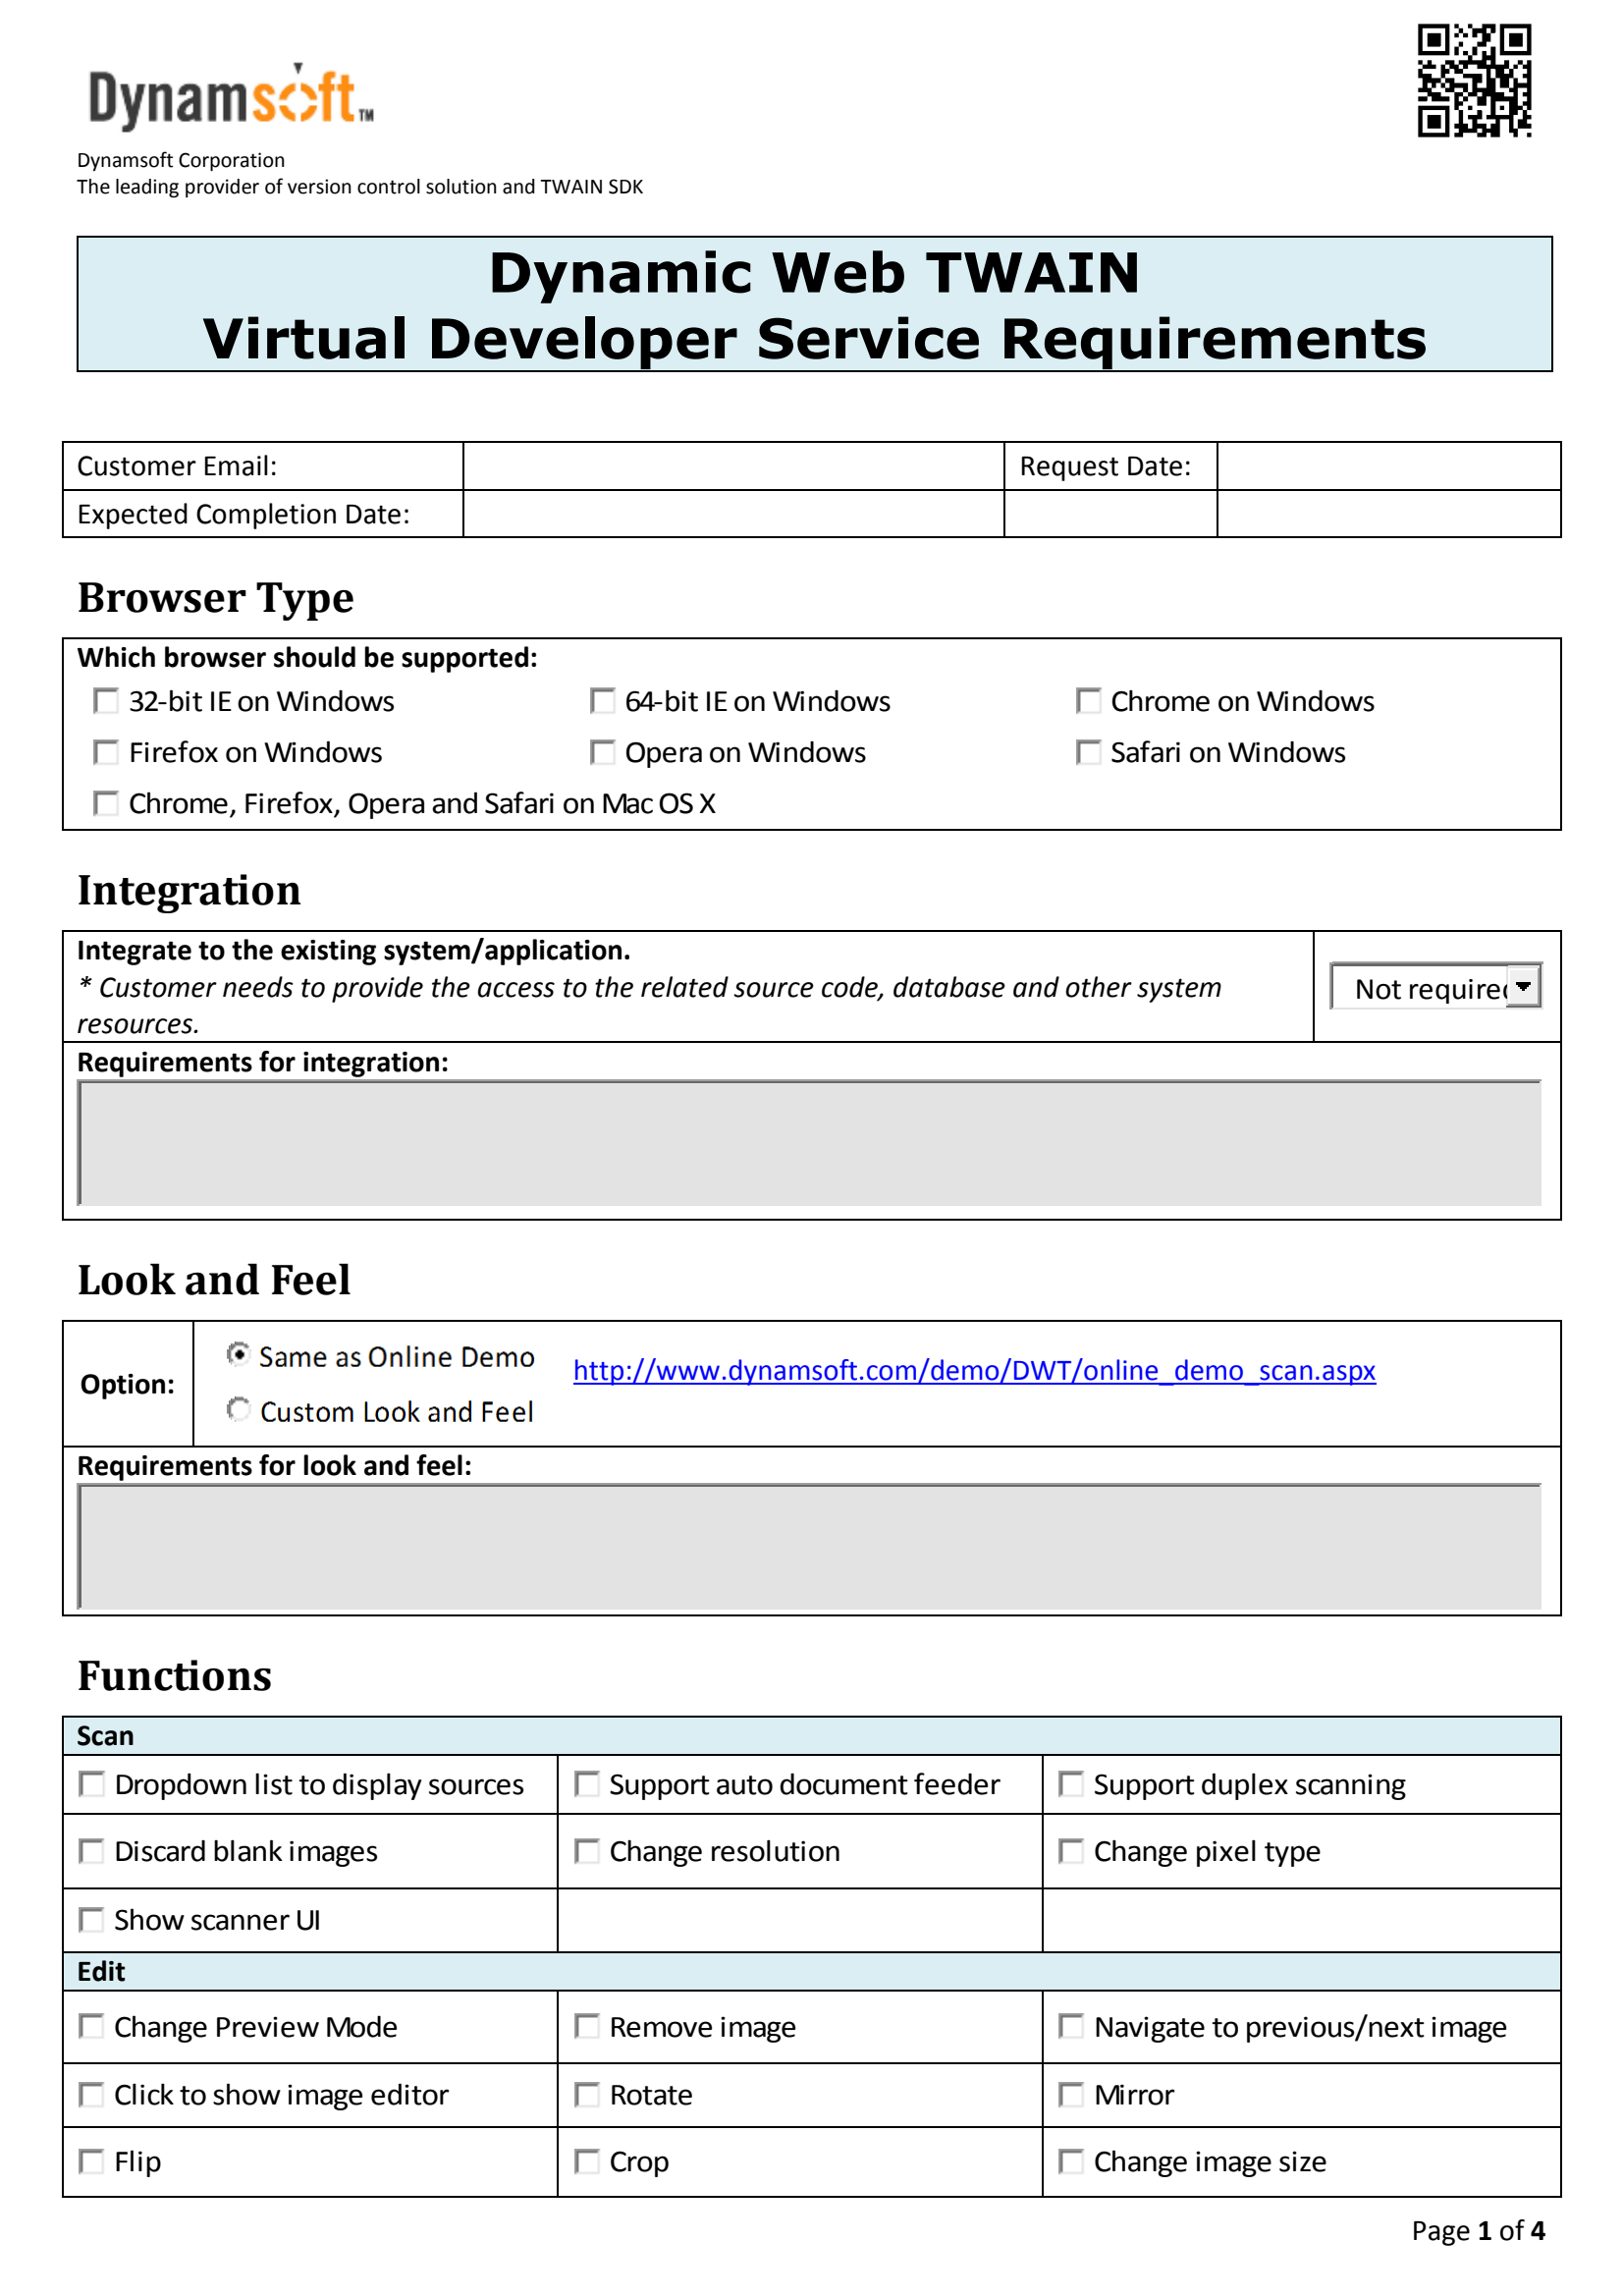 Dynamsoft™
Dynamsoft Corporation
The leading provider of version control solution and TWAIN SDK
Dynamic Web TWAIN
Virtual Developer Service Requirements
Customer Email: Request Date:
Expected Completion Date:
Browser Type
Which browser should be supported:
32-bit IE on Windows 64-bit IE on Windows Chrome on Windows
Firefox on Windows Opera on Windows Safari on Windows
Chrome, Firefox, Opera and Safari on Mac OS X
Integration
Integrate to the existing system/application.
* Customer needs to provide the access to the related source code, database and other system
resources.
Not required
Requirements for integration:
Look and Feel
Option:
Same as Online Demo http://www.dynamsoft.com/demo/DWT/online_demo_scan.aspx
Custom Look and Feel
Requirements for look and feel:
Functions
Scan
Dropdown list to display sources Support auto document feeder Support duplex scanning
Discard blank images Change resolution Change pixel type
Show scanner UI
Edit
Change Preview Mode Remove image Navigate to previous/next image
Click to show image editor Rotate Mirror
Flip Crop Change image size
Page 1 of 4